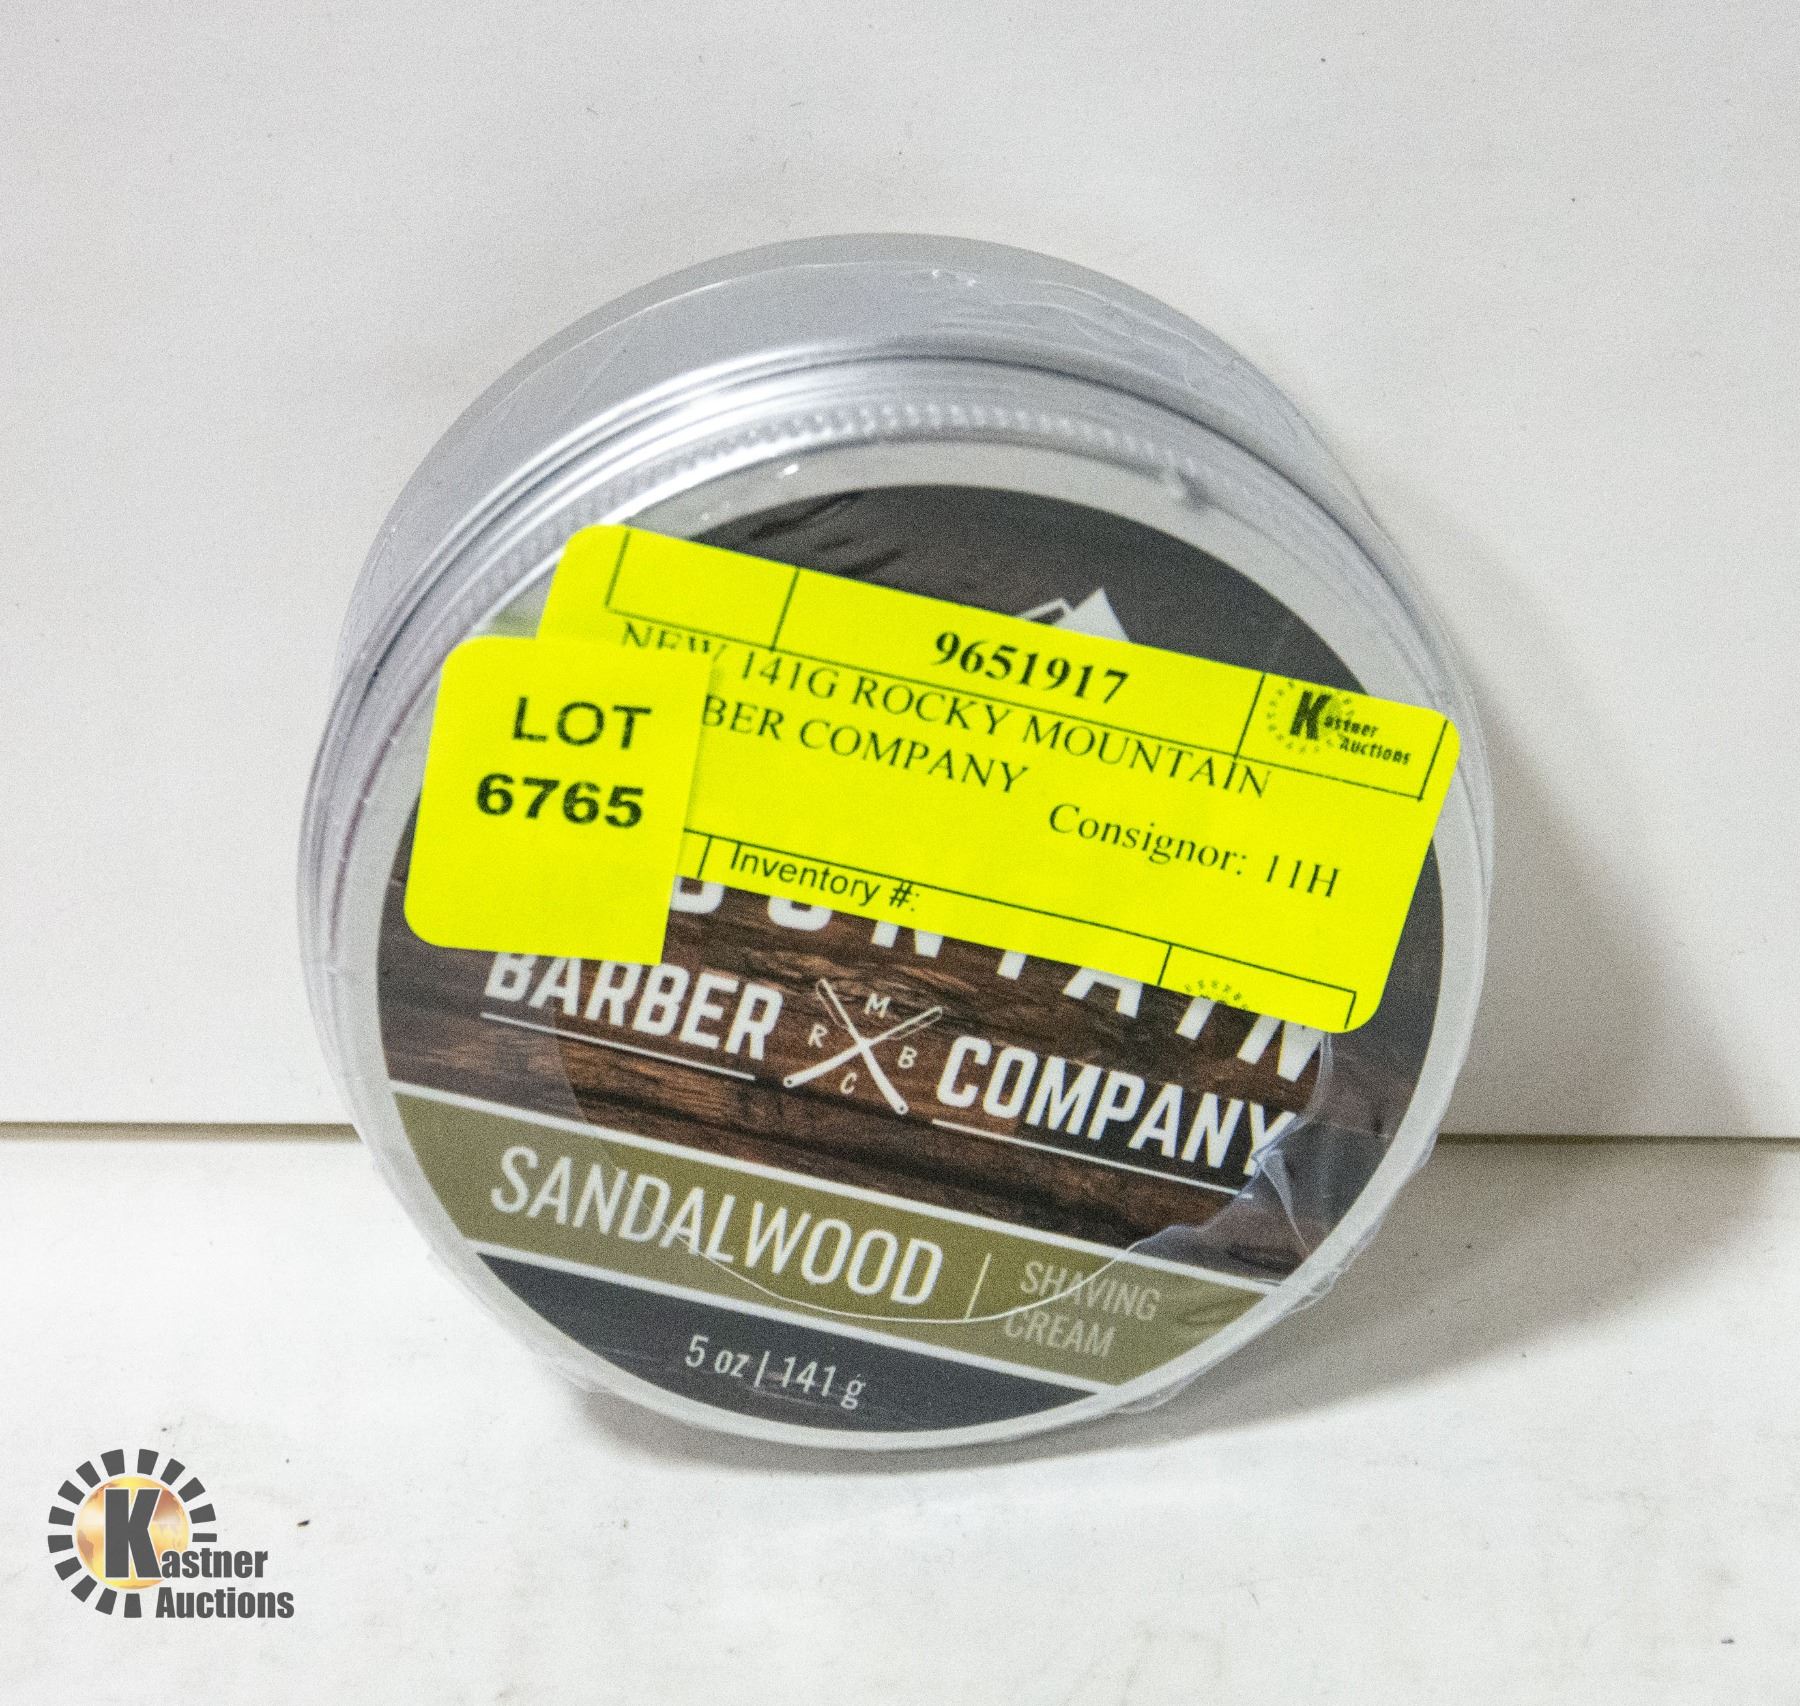 9651917
Kastner
Auctions
NEW 141G ROCKY MOUNTAIN
BER COMPANY
Consignor: 11H
Inventory #:
LOT
6765
BARBER
COMPANY
R M B C
SANDALWOOD
SHAVING
CREAM
5 oz | 141 g
Kastner
Auctions